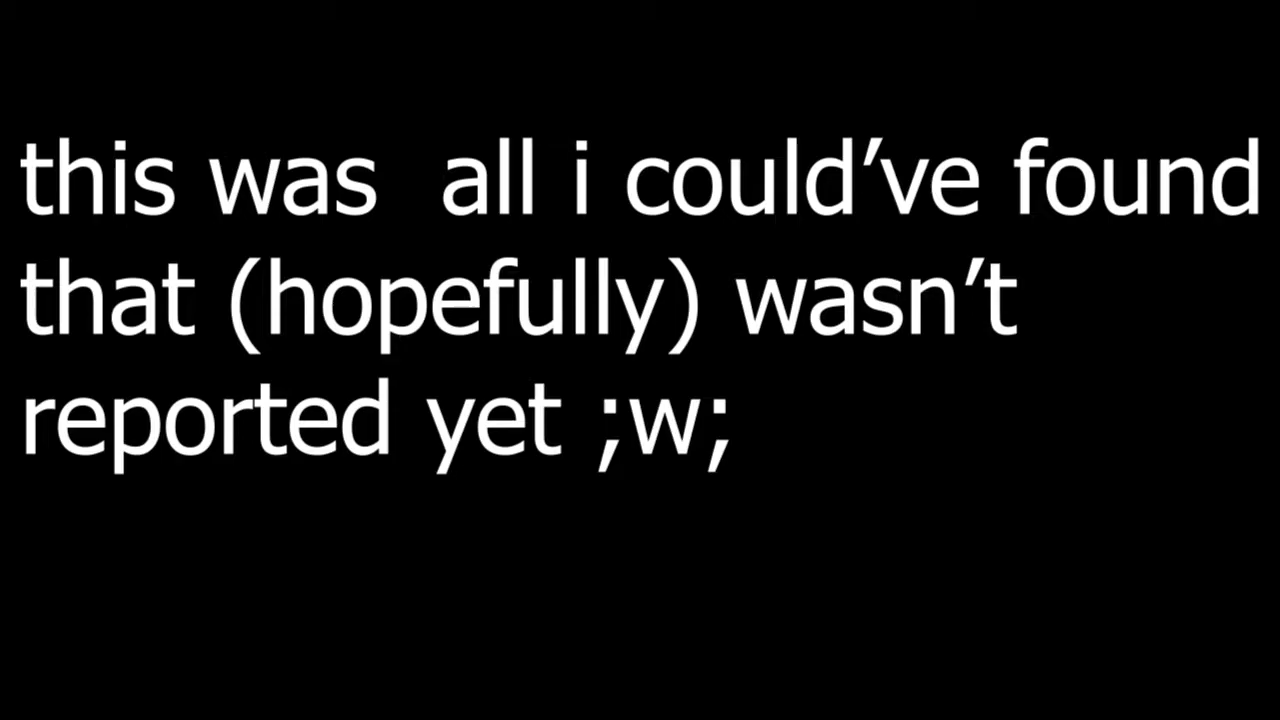 this was  all i could’ve found
that (hopefully) wasn’t
reported yet ;w;